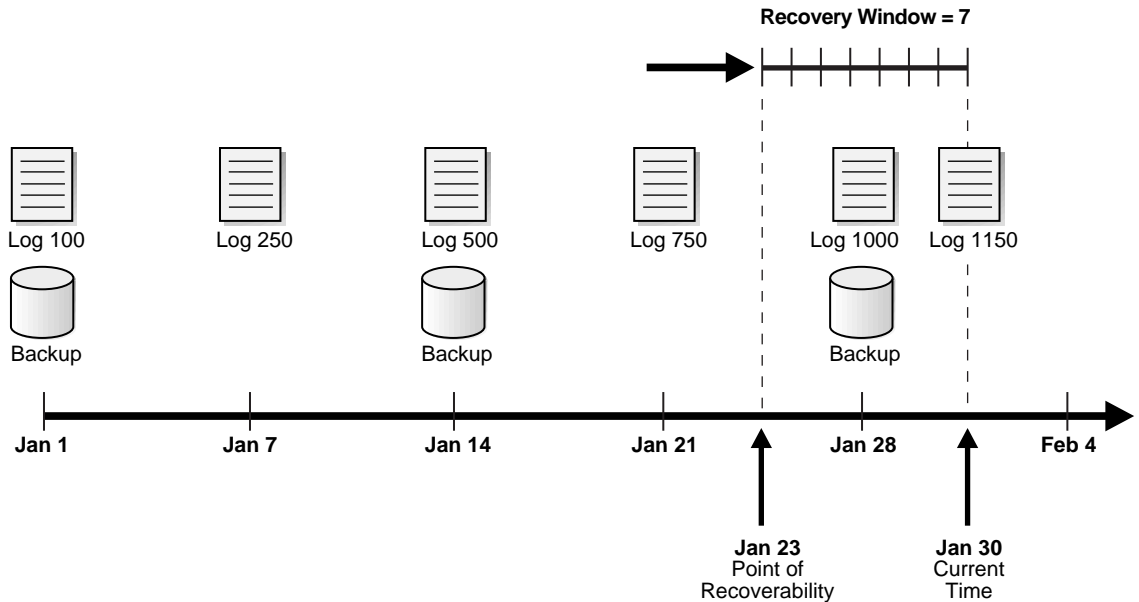 Recovery Window = 7
Log 100
Log 250
Log 500
Log 750
Log 1000
Log 1150
Backup
Backup
Backup
Jan 1
Jan 7
Jan 14
Jan 21
Jan 28
Feb 4
Jan 23
Point of
Recoverability
Jan 30
Current
Time